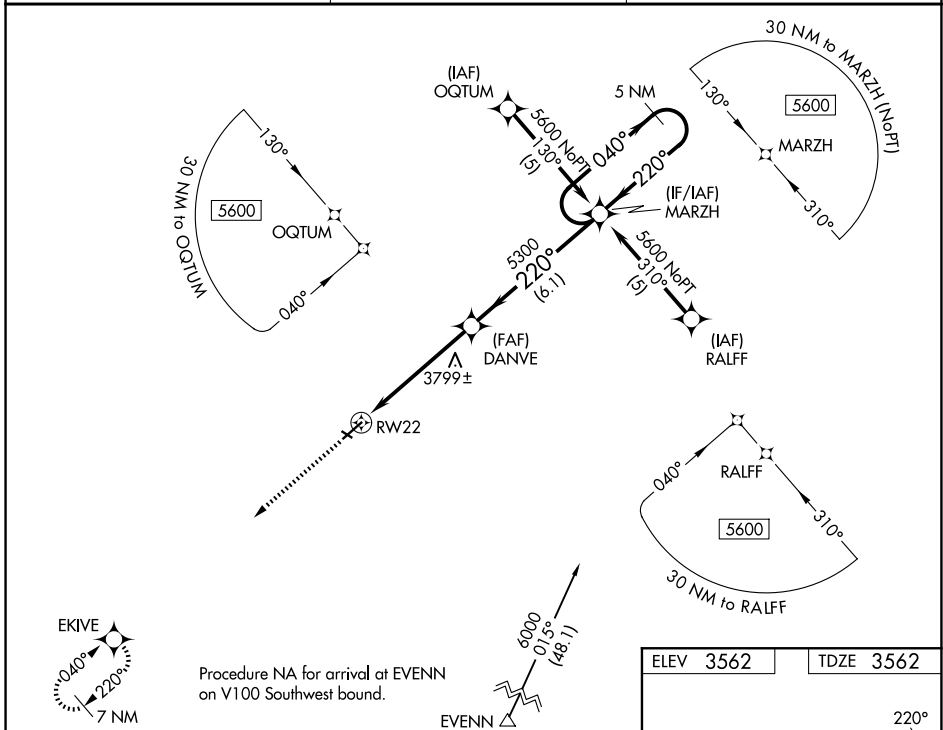 30 NM to MARZH (NoPT)
130°
5600
MARZH
310°
(IAF)
OQTUM
5600 NoPT
130°
(5)
5 NM
040°
220°
(IF/IAF)
MARZH
30 NM to OQTUM
130°
5600
OQTUM
040°
5300
220°
(6.1)
5600 NoPT
310°
(5)
(IAF)
RALFF
(FAF)
DANVE
3799±
RW22
040°
RALFF
5600
310°
30 NM to RALFF
EKIVE
040°
220°
7 NM
Procedure NA for arrival at EVENN
on V100 Southwest bound.
6000
015°
(48.1)
EVENN
ELEV 3562
TDZE 3562
220°